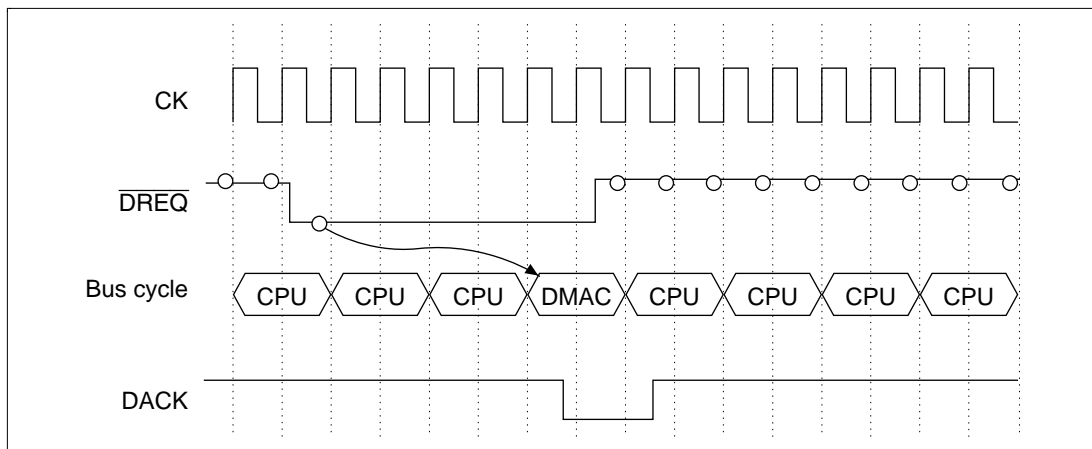 CK
DREQ
Bus cycle CPU CPU CPU DMAC CPU CPU CPU CPU
DACK